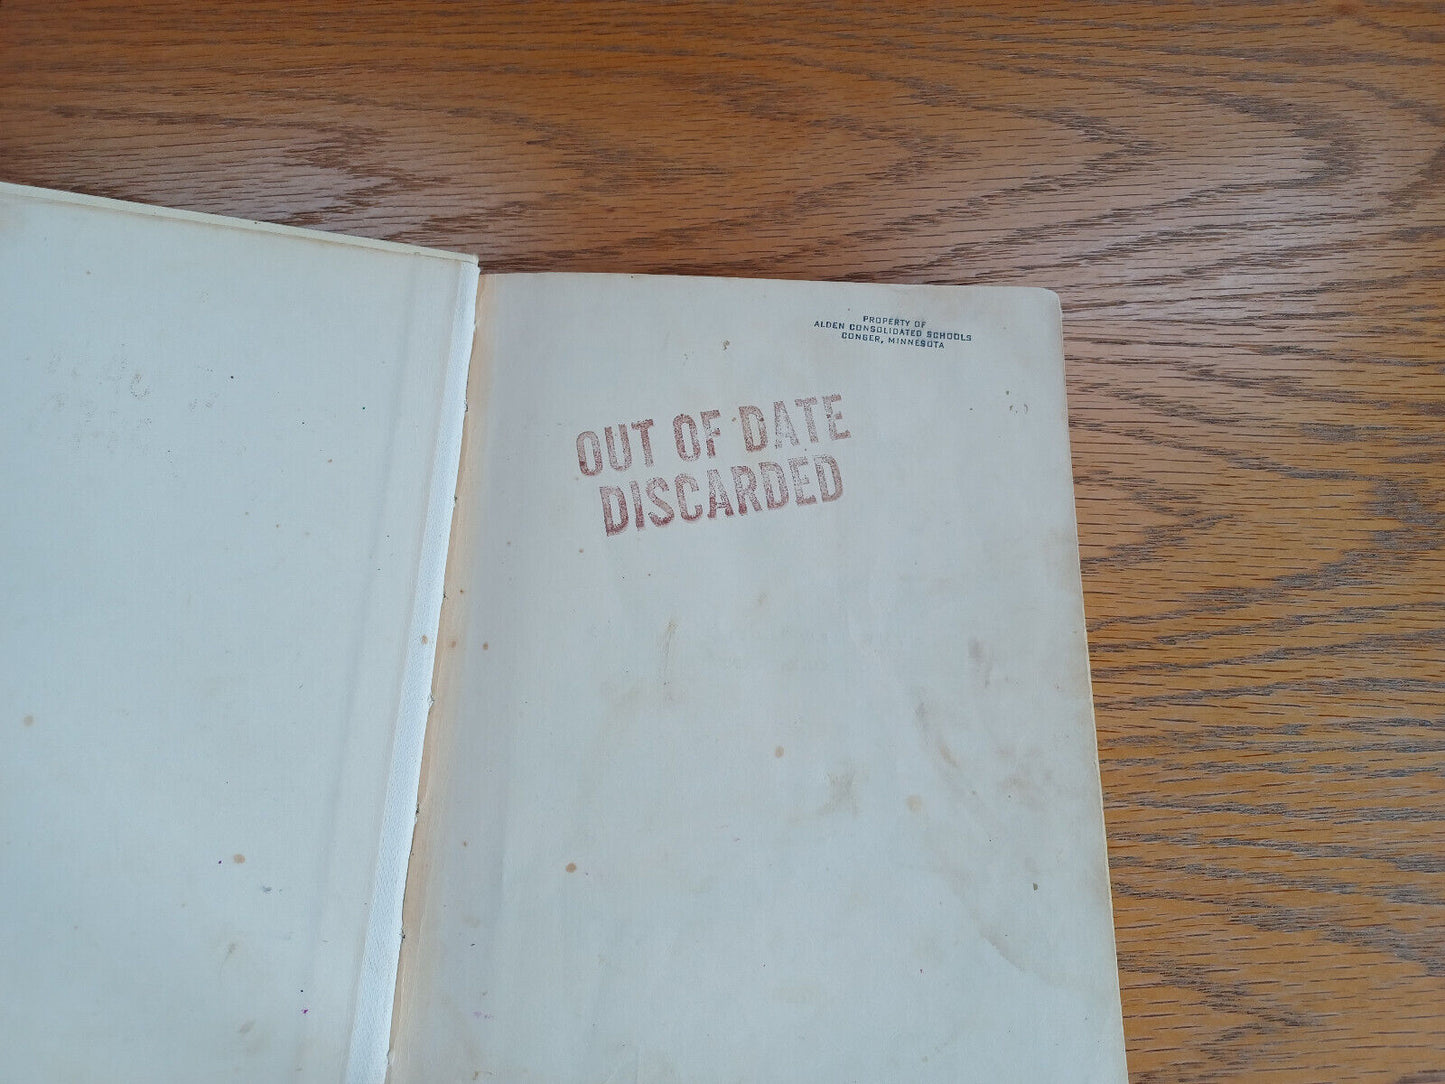 PROPERTY OF
ALDEN CONSOLIDATED SCHOOLS
CONGER, MINNESOTA
OUT OF DATE
DISCARDED